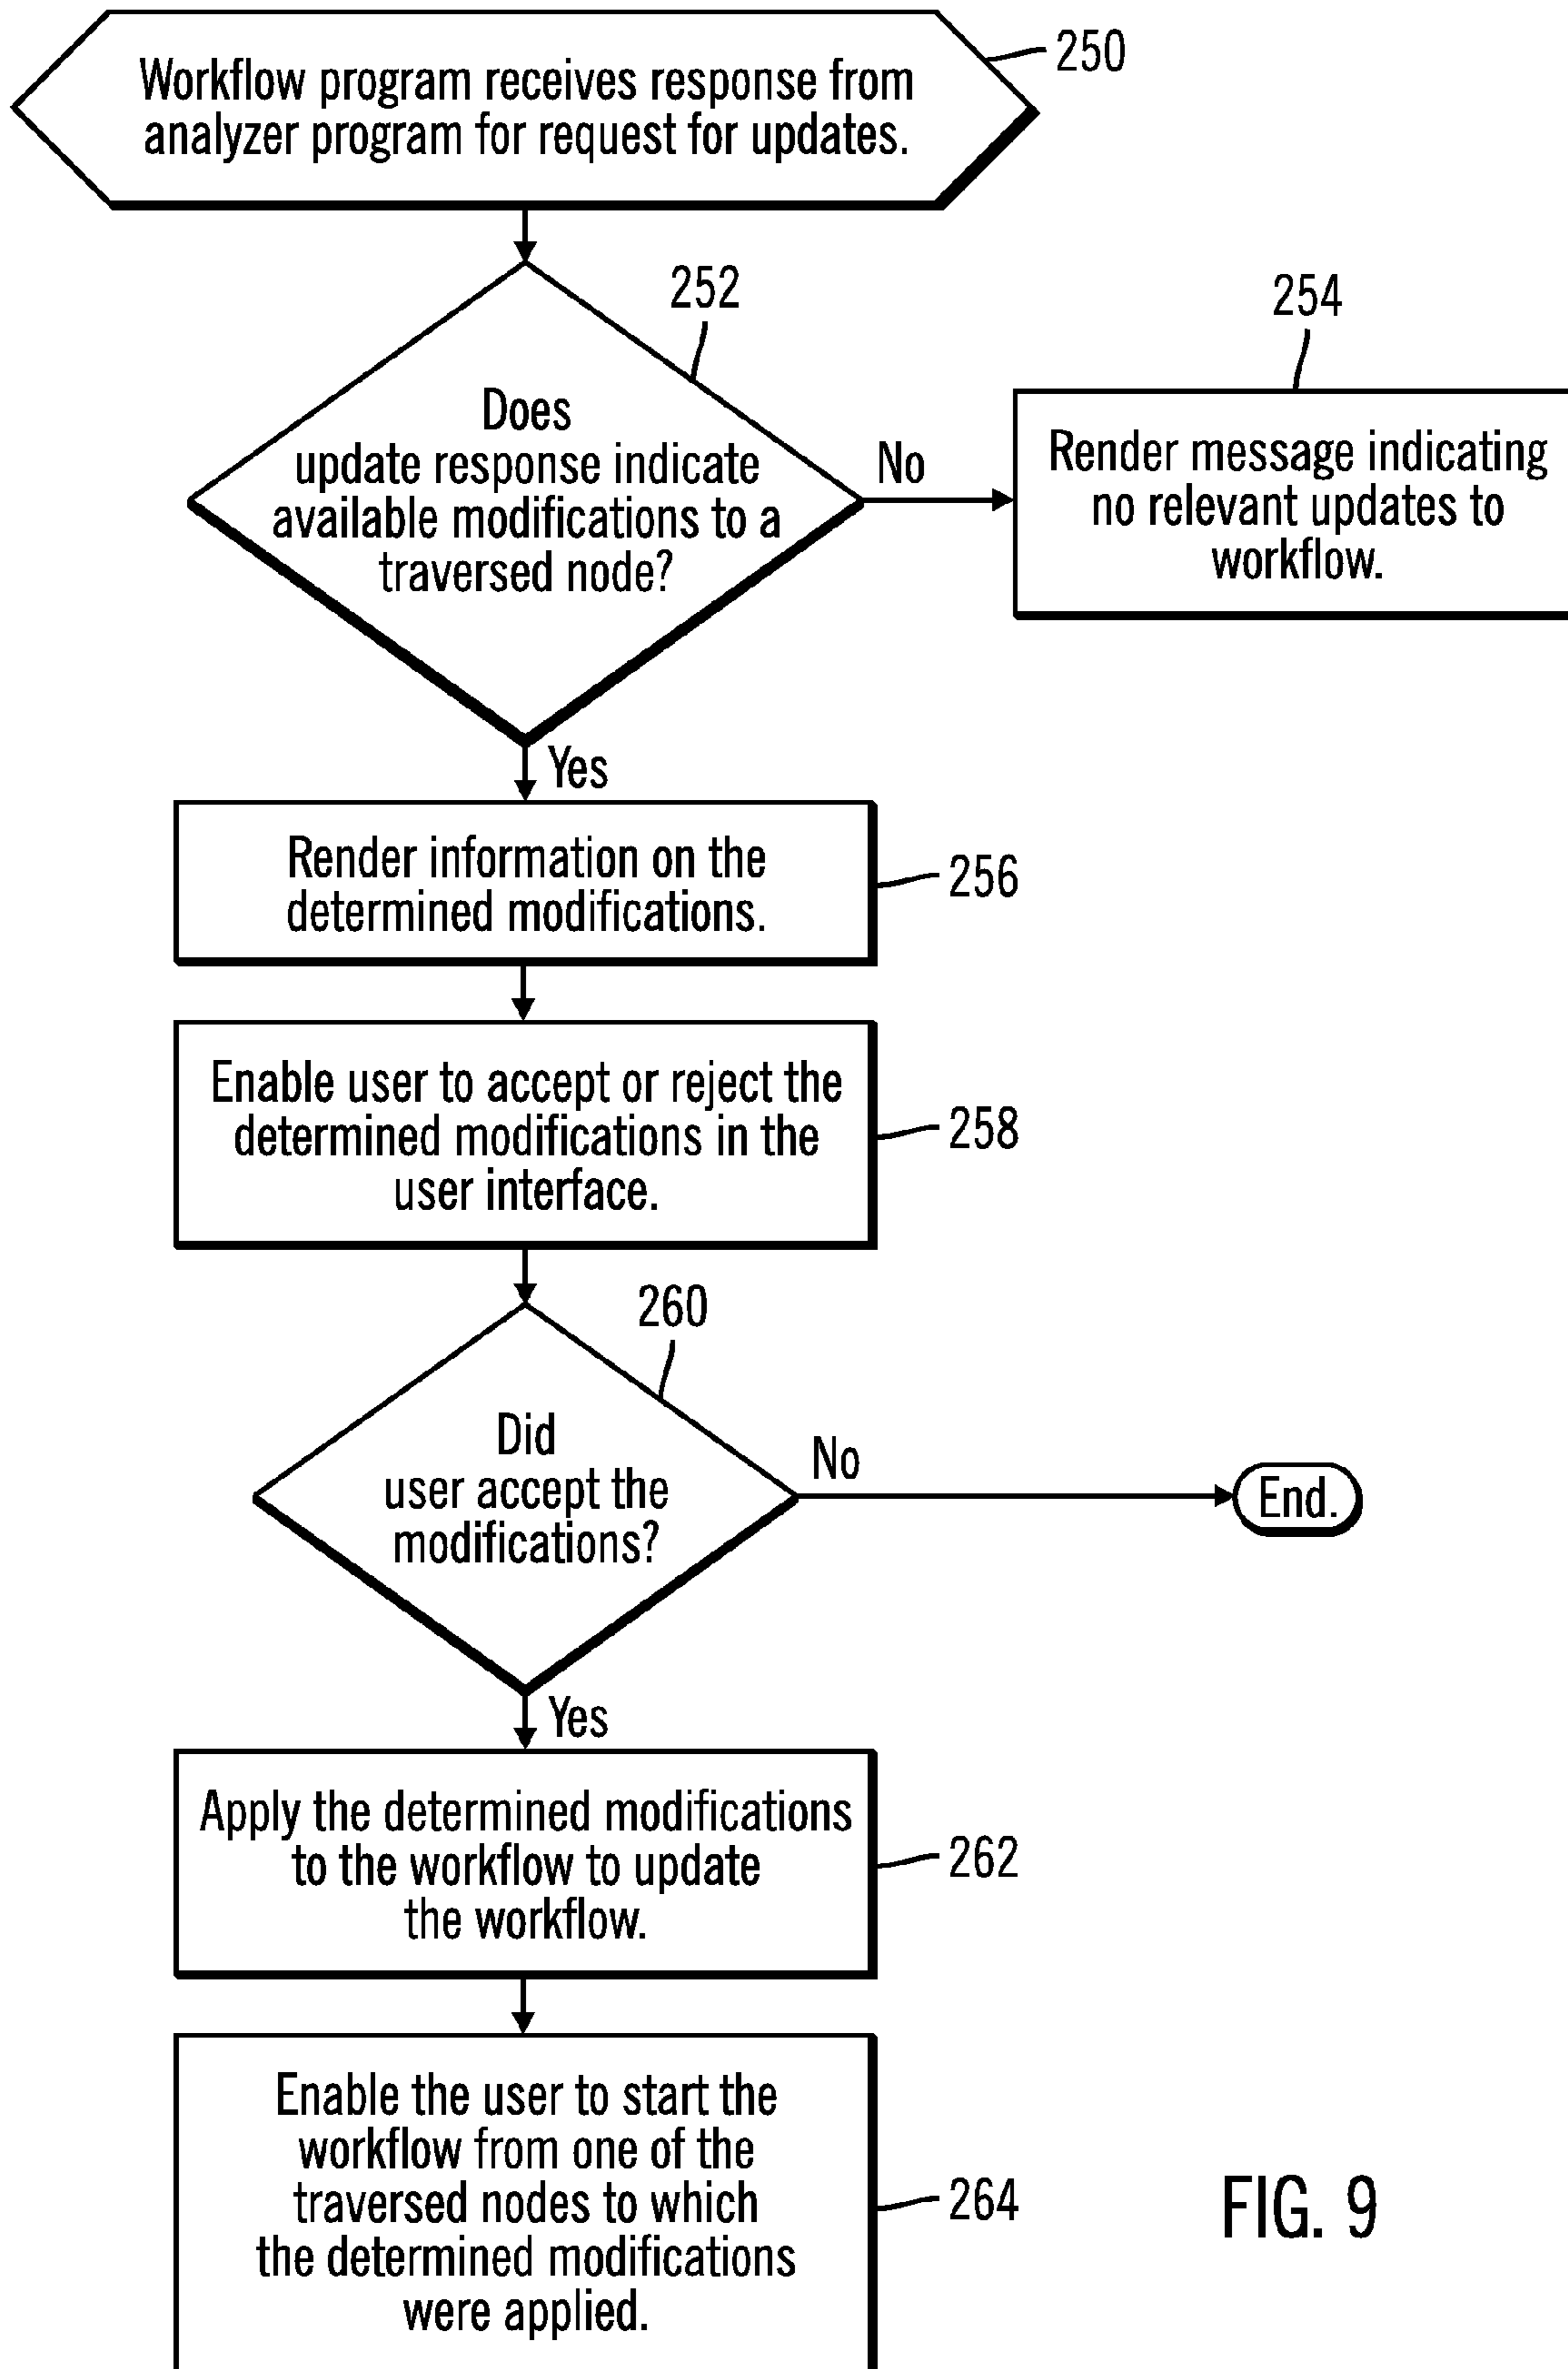 Workflow program receives response from
analyzer program for request for updates.
250
252
Does
update response indicate
available modifications to a
traversed node?
No
254
Render message indicating
no relevant updates to
workflow.
Yes
Render information on the
determined modifications.
256
Enable user to accept or reject the
determined modifications in the
user interface.
258
260
Did
user accept the
modifications?
No
End.
Yes
Apply the determined modifications
to the workflow to update
the workflow.
262
Enable the user to start the
workflow from one of the
traversed nodes to which
the determined modifications
were applied.
264
FIG. 9